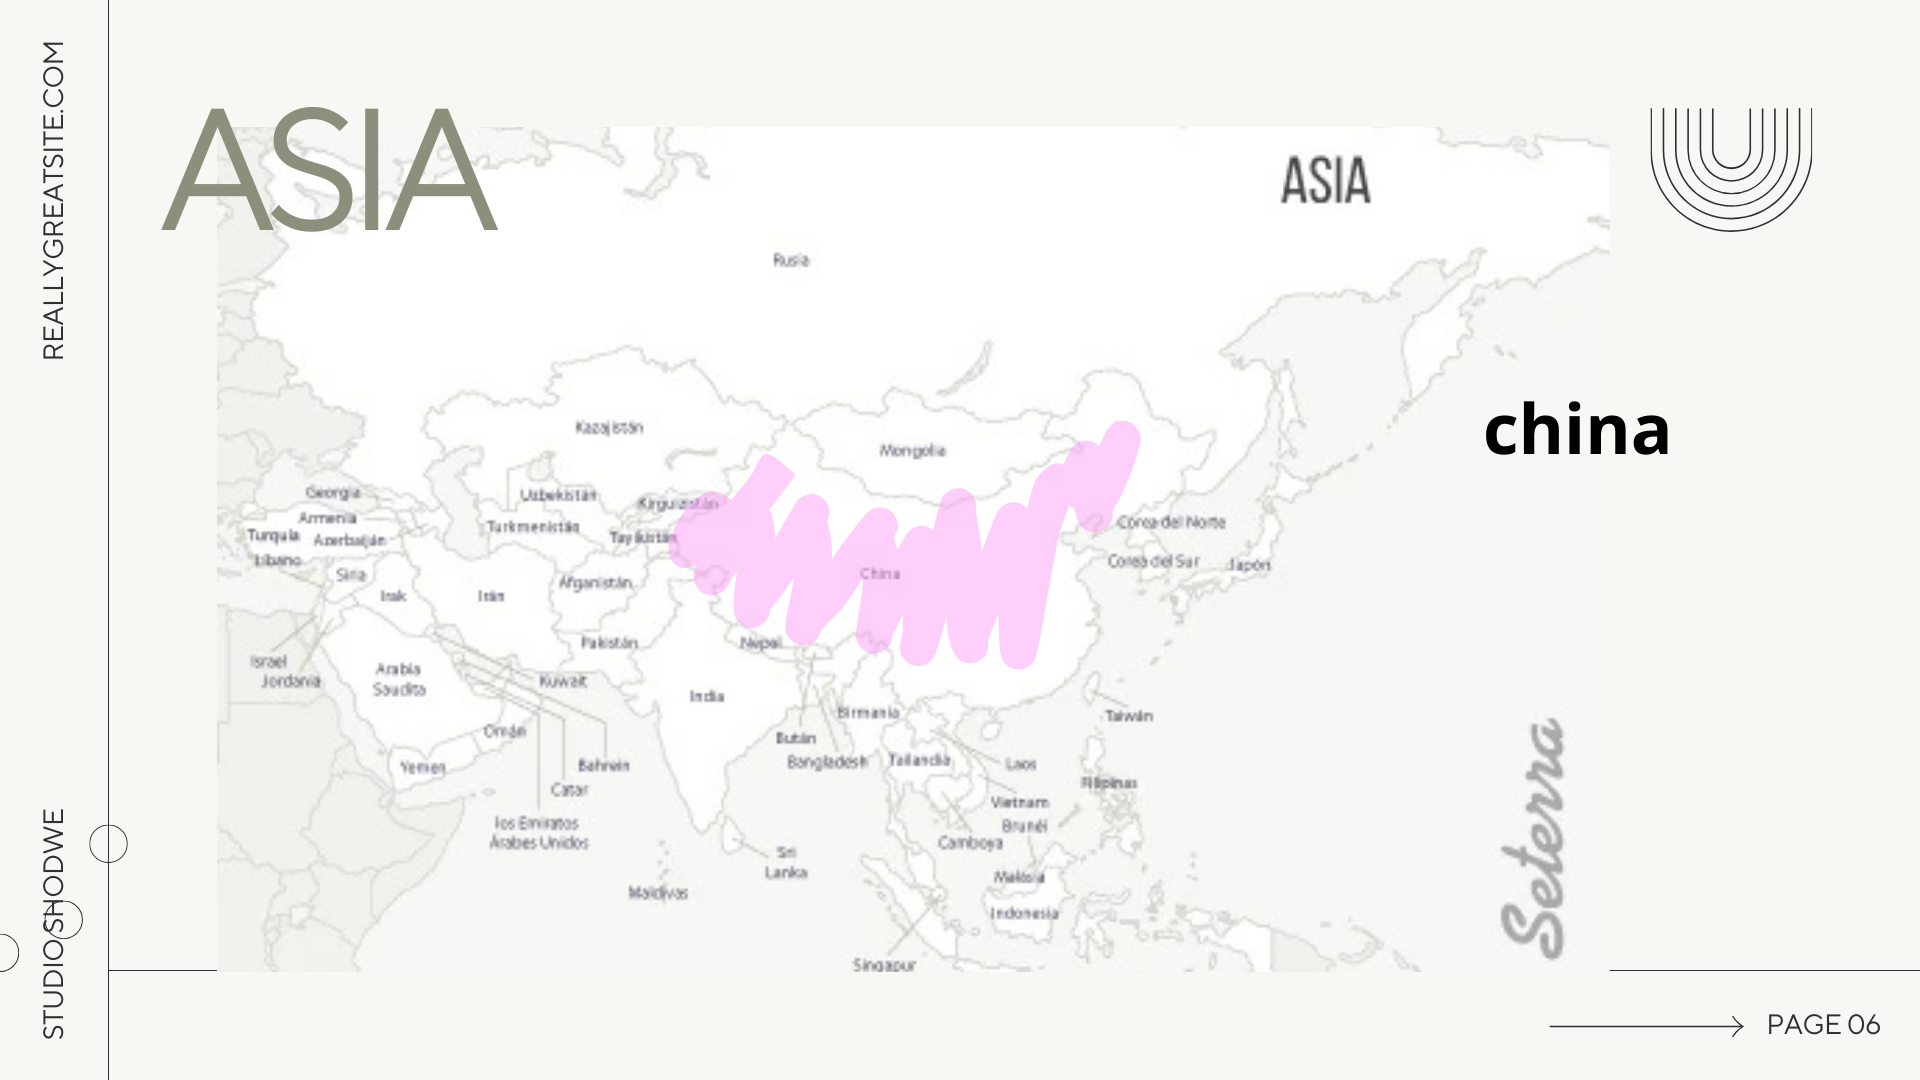 REALLYGREATSITE.COM
ASIA
ASIA
Rusia
china
Kazajistán
Mongolia
Georgia
Uzbekistán
Kirguizistán
Armenia
Turkmenistán
Corea del Norte
Turquía
Azerbaiján
Tayikistán
Líbano
Siria
Afganistán
China
Corea del Sur
Japón
Irak
Irán
Pakistán
Nepal
Israel
Jordania
Arabia
Saudita
Kuwait
India
Birmania
Taiwán
Omán
Bután
Yemen
Bahrein
Bangladesh
Tailandia
Laos
Filipinas
Catar
Vietnam
los Emiratos
Árabes Unidos
Brunéi
Camboya
Sri
Lanka
Malasia
Maldivas
Indonesia
Singapur
Seterra
STUDIOSHODWE
PAGE 06